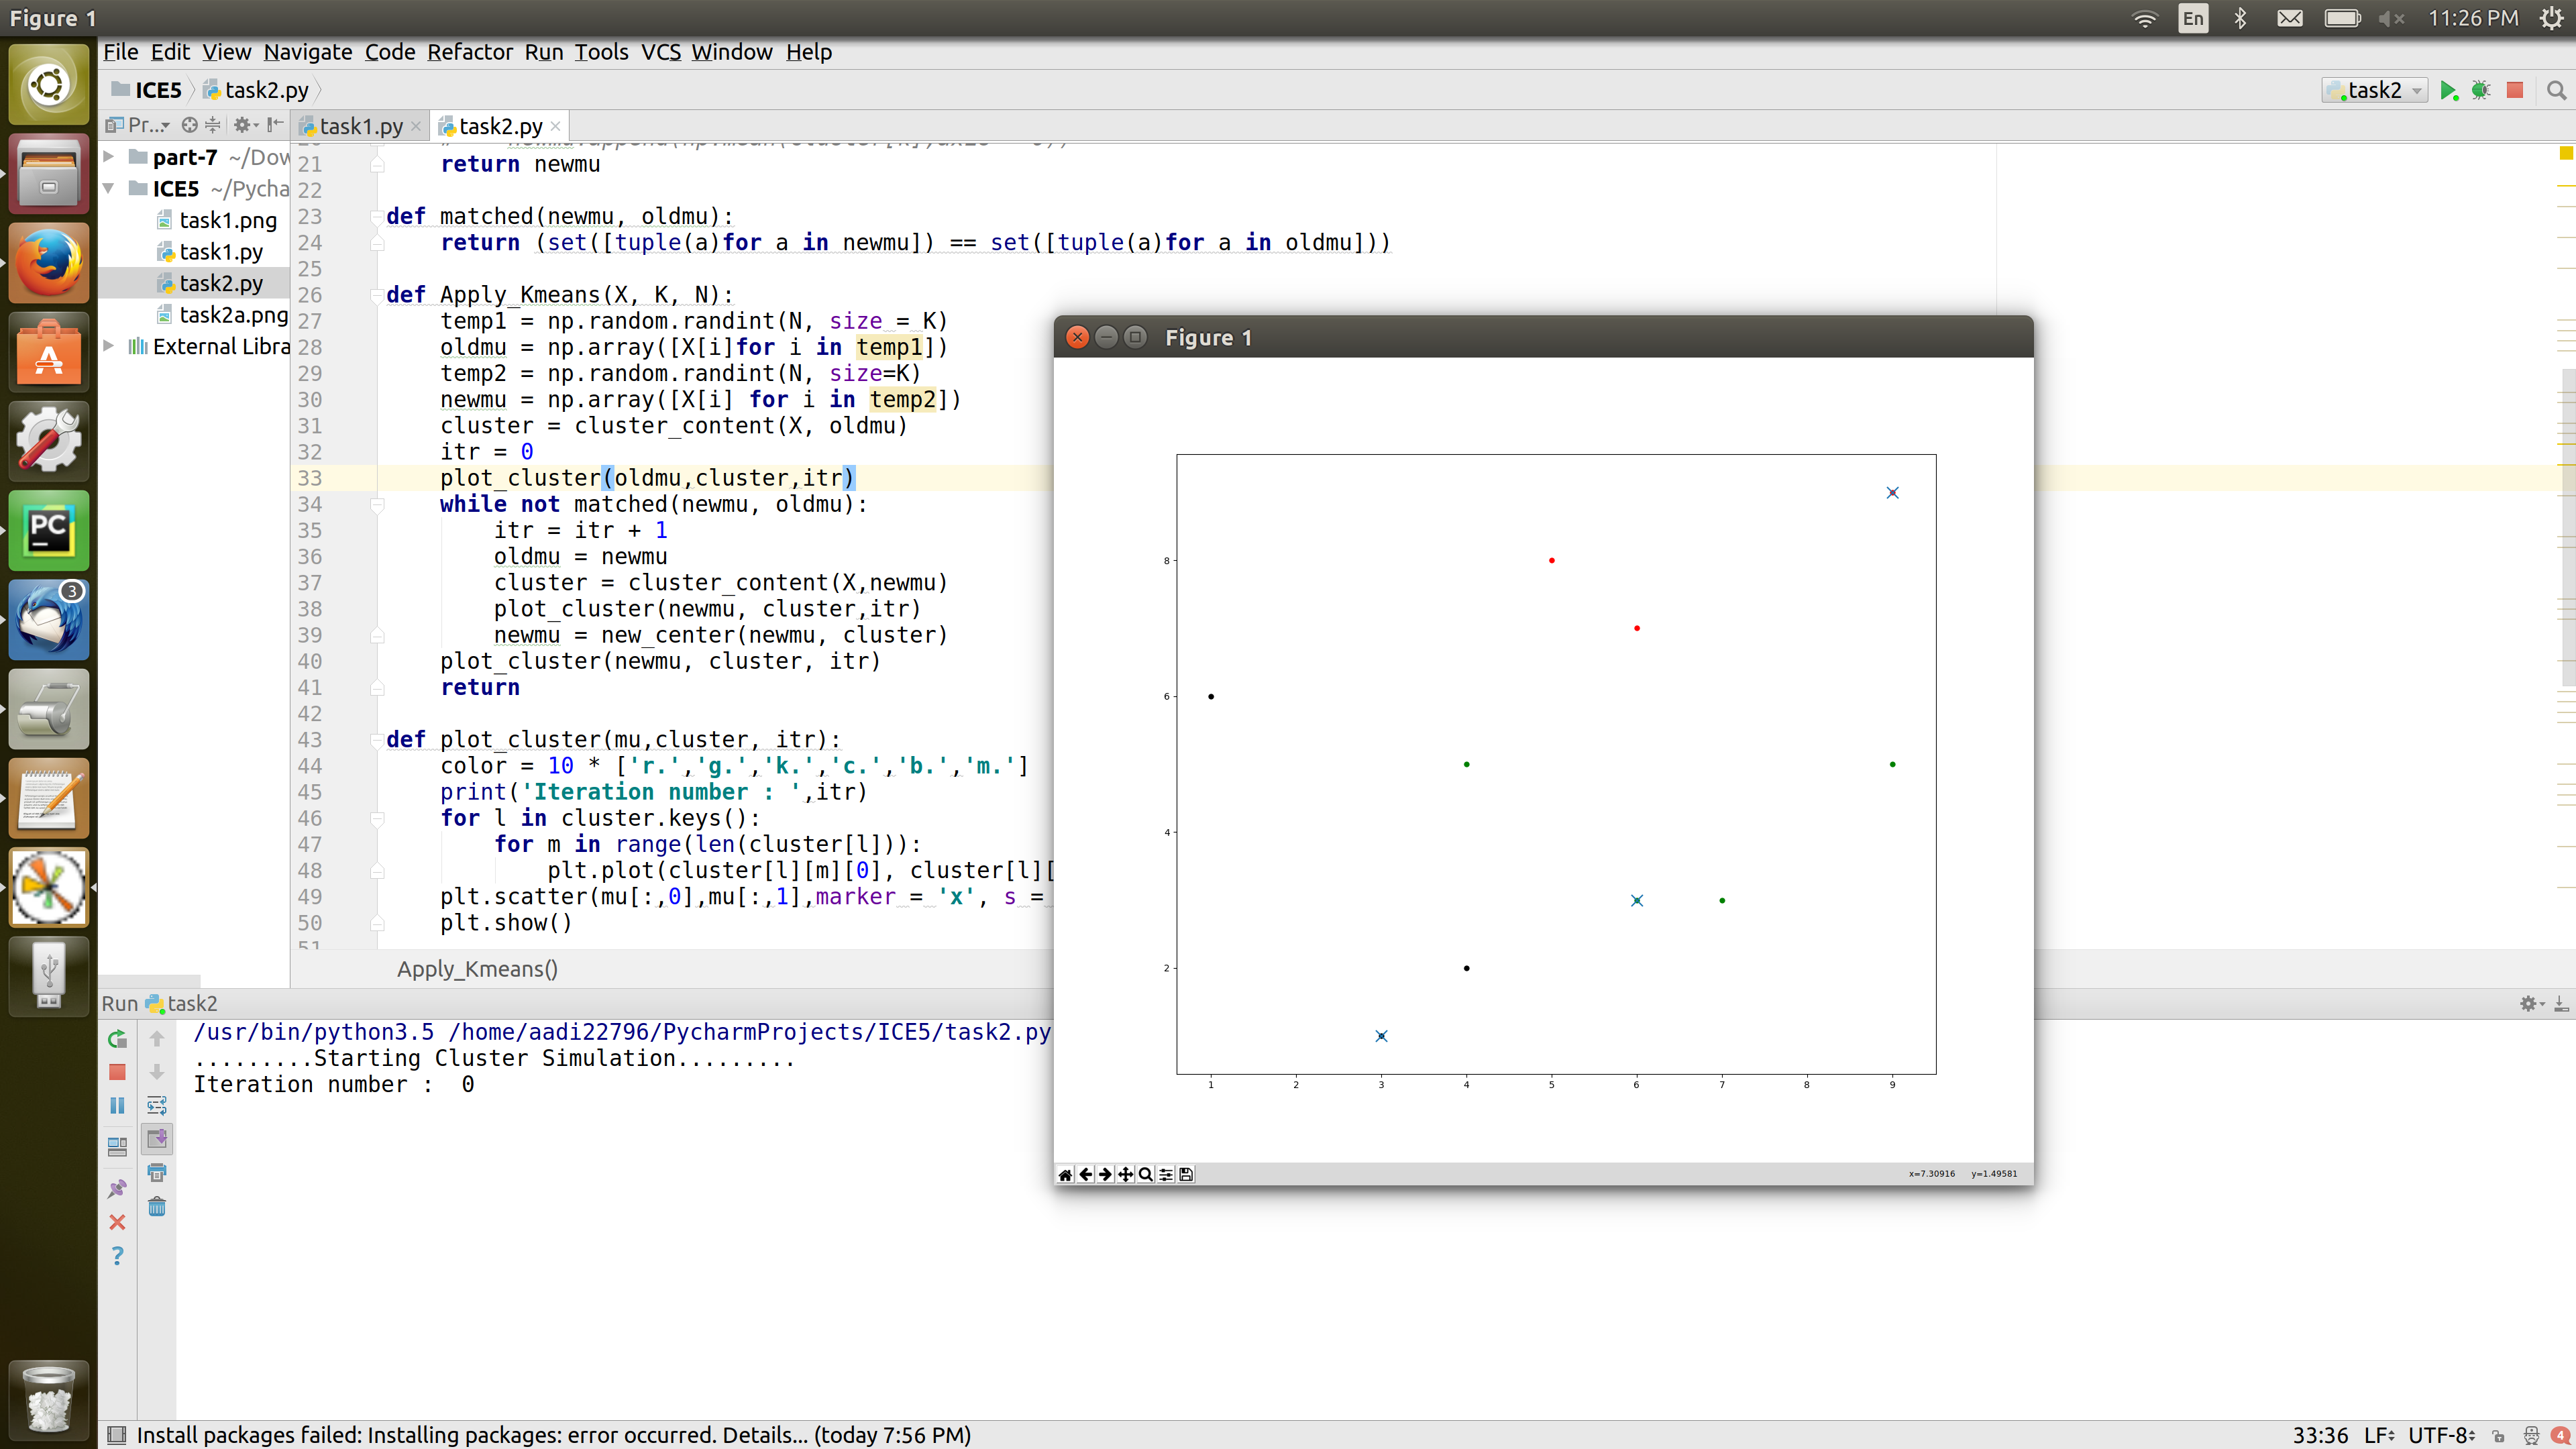 Figure 1
En
11:26 PM
File Edit View Navigate Code Refactor Run Tools VCS Window Help
ICE5 task2.py
task2
Pr...
task1.py
task2.py
part-7 ~/Dow
ICE5 ~/Pycha
task1.png
task1.py
task2.py
task2a.png
External Libra
21 return newmu
22
23 def matched(newmu, oldmu):
24 return (set([tuple(a)for a in newmu]) == set([tuple(a)for a in oldmu]))
25
26 def Apply_Kmeans(X, K, N):
27 temp1 = np.random.randint(N, size = K)
28 oldmu = np.array([X[i]for i in temp1])
29 temp2 = np.random.randint(N, size=K)
30 newmu = np.array([X[i] for i in temp2])
31 cluster = cluster_content(X, oldmu)
32 itr = 0
33 plot_cluster(oldmu,cluster,itr)
34 while not matched(newmu, oldmu):
35 itr = itr + 1
36 oldmu = newmu
37 cluster = cluster_content(X,newmu)
38 plot_cluster(newmu, cluster,itr)
39 newmu = new_center(newmu, cluster)
40 plot_cluster(newmu, cluster, itr)
41 return
42
43 def plot_cluster(mu,cluster, itr):
44 color = 10 * ['r.','g.','k.','c.','b.','m.']
45 print('Iteration number : ',itr)
46 for l in cluster.keys():
47 for m in range(len(cluster[l])):
48 plt.plot(cluster[l][m][0], cluster[l][
49 plt.scatter(mu[:,0],mu[:,1],marker = 'x', s =
50 plt.show()
51
Apply_Kmeans()
Figure 1
8
6
4
2
1 2 3 4 5 6 7 8 9
x=7.30916 y=1.49581
PC
3
Run task2
/usr/bin/python3.5 /home/aadi22796/PycharmProjects/ICE5/task2.py
.........Starting Cluster Simulation.........
Iteration number : 0
Install packages failed: Installing packages: error occurred. Details... (today 7:56 PM)
33:36 LF UTF-8 4